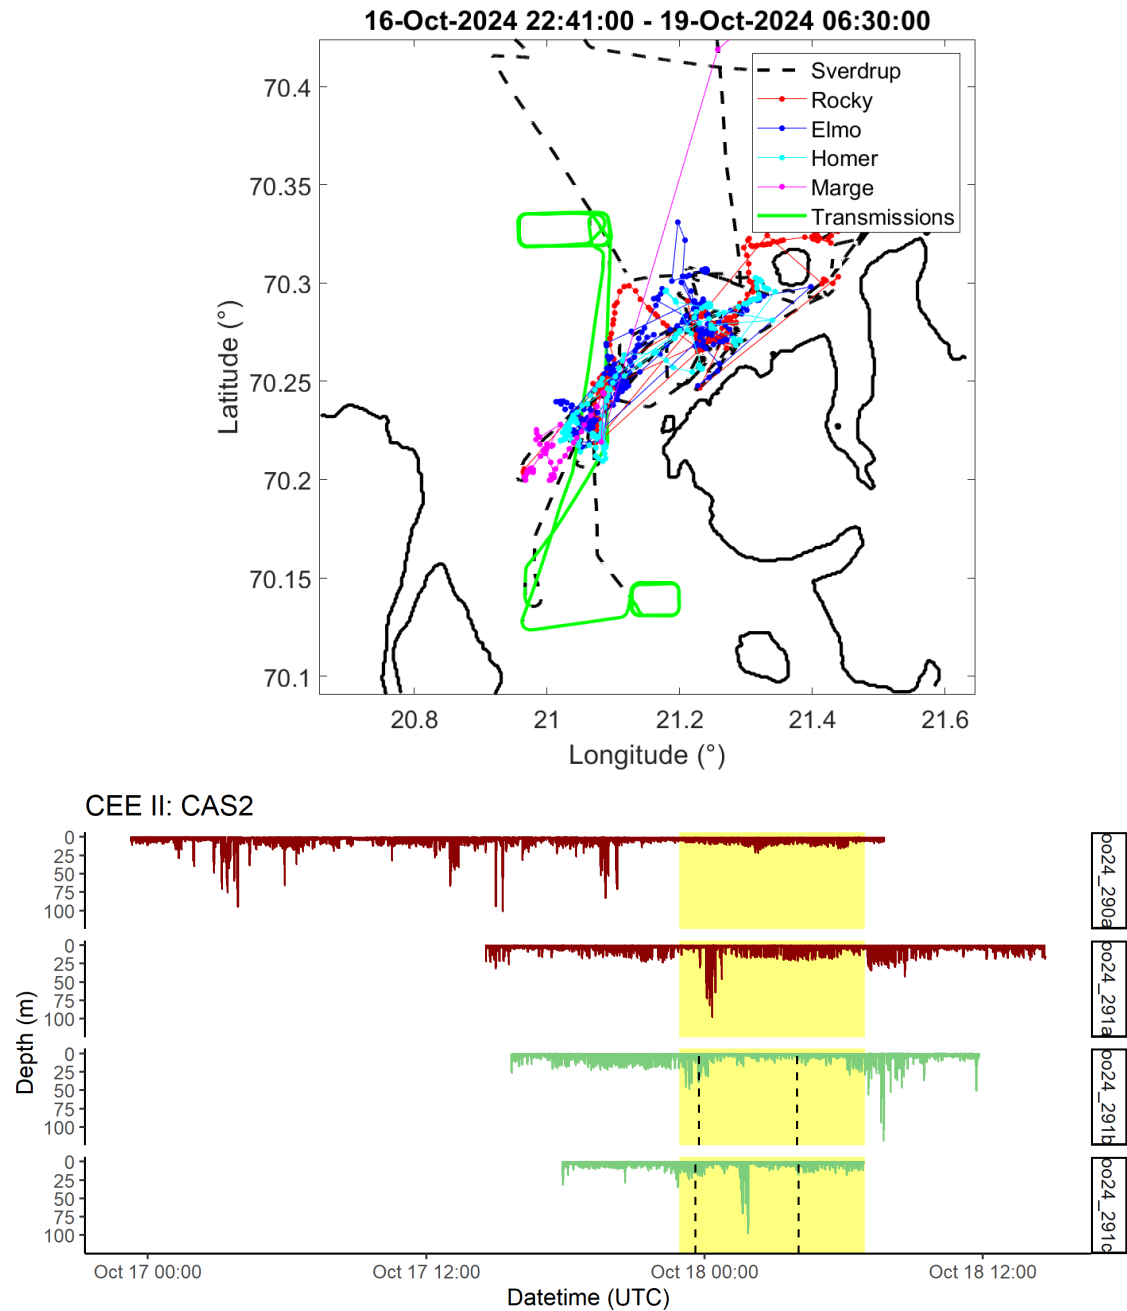 16-Oct-2024 22:41:00 - 19-Oct-2024 06:30:00
Sverdrup
Rocky
Elmo
Homer
Marge
Transmissions
70.4
70.35
70.3
70.25
70.2
70.15
70.1
Latitude (°)
20.8
21
21.2
21.4
21.6
Longitude (°)
CEE II: CAS2
0
25
50
75
100
oo24_290a
0
25
50
75
100
oo24_291a
0
25
50
75
100
oo24_291b
0
25
50
75
100
oo24_291c
Depth (m)
Oct 17 00:00
Oct 17 12:00
Oct 18 00:00
Oct 18 12:00
Datetime (UTC)